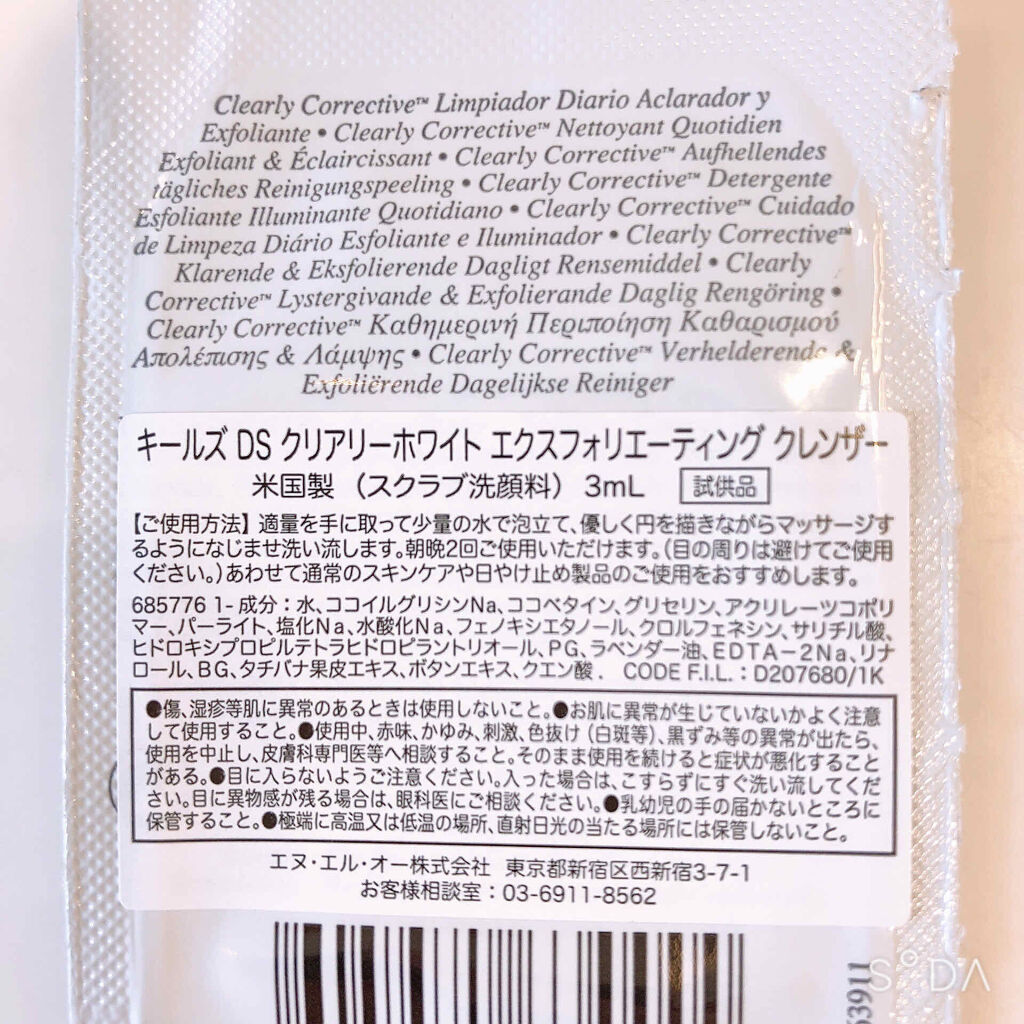 Clearly Corrective™ Limpiador Diario Aclarador y
Exfoliante • Clearly Corrective™ Nettoyant Quotidien
Exfoliant & Éclaircissant • Clearly Corrective™ Aufhellendes
tägliches Reinigungspeeling • Clearly Corrective™ Detergente
Esfoliante Illuminante Quotidiano • Clearly Corrective™ Cuidado
de Limpeza Diário Esfoliante e Iluminador • Clearly Corrective™
Klarende & Eksfolierende Dagligt Rensemiddel • Clearly
Corrective™ Lystergivande & Exfolierande Daglig Rengöring •
Clearly Corrective™ Καθημερινή Περιποίηση Καθαρισμού
Απολέπισης & Λάμψης • Clearly Corrective™ Verhelderende &
Exfoliërende Dagelijkse Reiniger
キールズ DS クリアリーホワイト エクスフォリエーティング クレンザー
米国製 (スクラブ洗顔料) 3mL 試供品
【ご使用方法】適量を手に取って少量の水で泡立て、優しく円を描きながらマッサージす
るようになじませ洗い流します。朝晩2回ご使用いただけます。(目の周りは避けてご使用
ください。)あわせて通常のスキンケアや日やけ止め製品のご使用をおすすめします。
685776 1- 成分:水、ココイルグリシンNa、ココベタイン、グリセリン、アクリレーツコポリ
マー、パーライト、塩化Na、水酸化Na、フェノキシエタノール、クロルフェネシン、サリチル酸、
ヒドロキシプロピルテトラヒドロピラントリオール、PG、ラベンダー油、EDTA-2Na、リナ
ロール、BG、タチバナ果皮エキス、ボタンエキス、クエン酸. CODE F.I.L.:D207680/1K
●傷、湿疹等肌に異常のあるときは使用しないこと。●お肌に異常が生じていないかよく注意
して使用すること。●使用中、赤味、かゆみ、刺激、色抜け(白斑等)、黒ずみ等の異常が出たら、
使用を中止し、皮膚科専門医等へ相談すること。そのまま使用を続けると症状が悪化すること
がある。●目に入らないようご注意ください。入った場合は、こすらずにすぐ洗い流してくだ
さい。目に異物感が残る場合は、眼科医にご相談ください。●乳幼児の手の届かないところに
保管すること。●極端に高温又は低温の場所、直射日光の当たる場所には保管しないこと。
エヌ・エル・オー株式会社 東京都新宿区西新宿3-7-1
お客様相談室:03-6911-8562
SODA